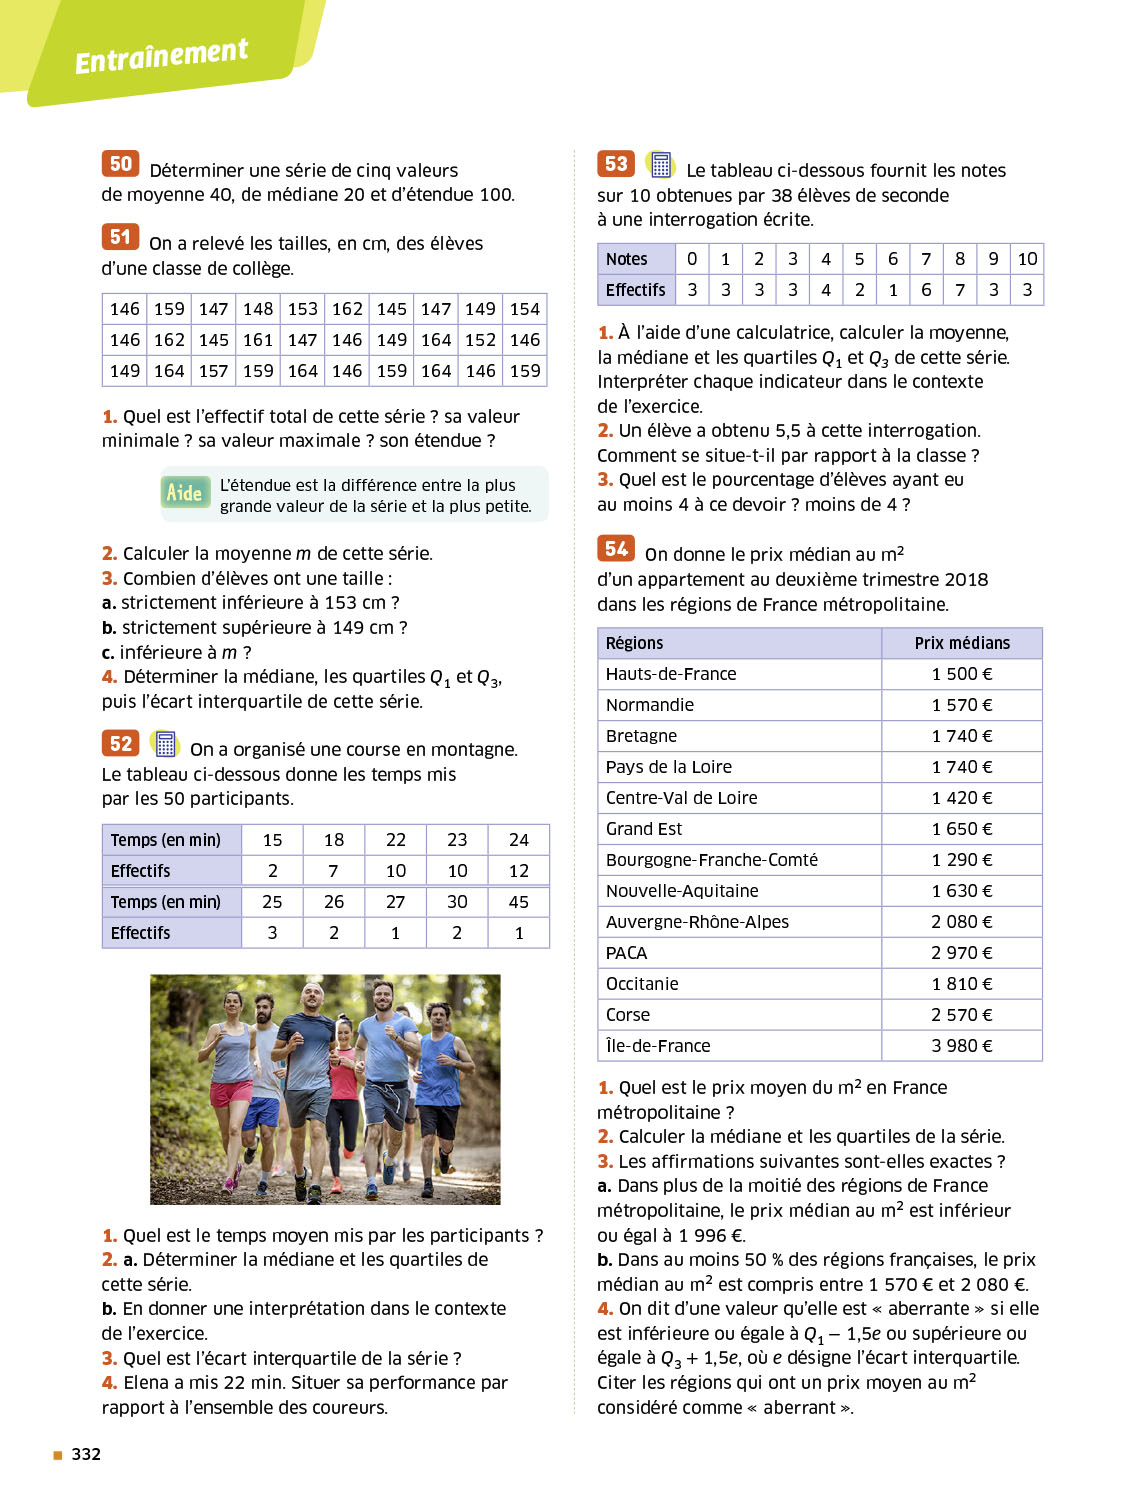 Entraînement
50 Déterminer une série de cinq valeurs
de moyenne 40, de médiane 20 et d'étendue 100.
51 On a relevé les tailles, en cm, des élèves
d'une classe de collège.
146 159 147 148 153 162 145 147 149 154
146 162 145 161 147 146 149 164 152 146
149 164 157 159 164 146 159 164 146 159
1. Quel est l'effectif total de cette série ? sa valeur
minimale ? sa valeur maximale ? son étendue ?
Aide L'étendue est la différence entre la plus
grande valeur de la série et la plus petite.
2. Calculer la moyenne m de cette série.
3. Combien d'élèves ont une taille :
a. strictement inférieure à 153 cm ?
b. strictement supérieure à 149 cm ?
c. inférieure à m ?
4. Déterminer la médiane, les quartiles Q1 et Q3,
puis l'écart interquartile de cette série.
52 On a organisé une course en montagne.
Le tableau ci-dessous donne les temps mis
par les 50 participants.
Temps (en min) 15 18 22 23 24
Effectifs 2 7 10 10 12
Temps (en min) 25 26 27 30 45
Effectifs 3 2 1 2 1
1. Quel est le temps moyen mis par les participants ?
2. a. Déterminer la médiane et les quartiles de
cette série.
b. En donner une interprétation dans le contexte
de l'exercice.
3. Quel est l'écart interquartile de la série ?
4. Elena a mis 22 min. Situer sa performance par
rapport à l'ensemble des coureurs.
53 Le tableau ci-dessous fournit les notes
sur 10 obtenues par 38 élèves de seconde
à une interrogation écrite.
Notes 0 1 2 3 4 5 6 7 8 9 10
Effectifs 3 3 3 3 4 2 1 6 7 3 3
1. À l'aide d'une calculatrice, calculer la moyenne,
la médiane et les quartiles Q1 et Q3 de cette série.
Interpréter chaque indicateur dans le contexte
de l'exercice.
2. Un élève a obtenu 5,5 à cette interrogation.
Comment se situe-t-il par rapport à la classe ?
3. Quel est le pourcentage d'élèves ayant eu
au moins 4 à ce devoir ? moins de 4 ?
54 On donne le prix médian au m²
d'un appartement au deuxième trimestre 2018
dans les régions de France métropolitaine.
Régions Prix médians
Hauts-de-France 1 500 €
Normandie 1 570 €
Bretagne 1 740 €
Pays de la Loire 1 740 €
Centre-Val de Loire 1 420 €
Grand Est 1 650 €
Bourgogne-Franche-Comté 1 290 €
Nouvelle-Aquitaine 1 630 €
Auvergne-Rhône-Alpes 2 080 €
PACA 2 970 €
Occitanie 1 810 €
Corse 2 570 €
Île-de-France 3 980 €
1. Quel est le prix moyen du m² en France
métropolitaine ?
2. Calculer la médiane et les quartiles de la série.
3. Les affirmations suivantes sont-elles exactes ?
a. Dans plus de la moitié des régions de France
métropolitaine, le prix médian au m² est inférieur
ou égal à 1 996 €.
b. Dans au moins 50 % des régions françaises, le prix
médian au m² est compris entre 1 570 € et 2 080 €.
4. On dit d'une valeur qu'elle est « aberrante » si elle
est inférieure ou égale à Q1 − 1,5e ou supérieure ou
égale à Q3 + 1,5e, où e désigne l'écart interquartile.
Citer les régions qui ont un prix moyen au m²
considéré comme « aberrant ».
332